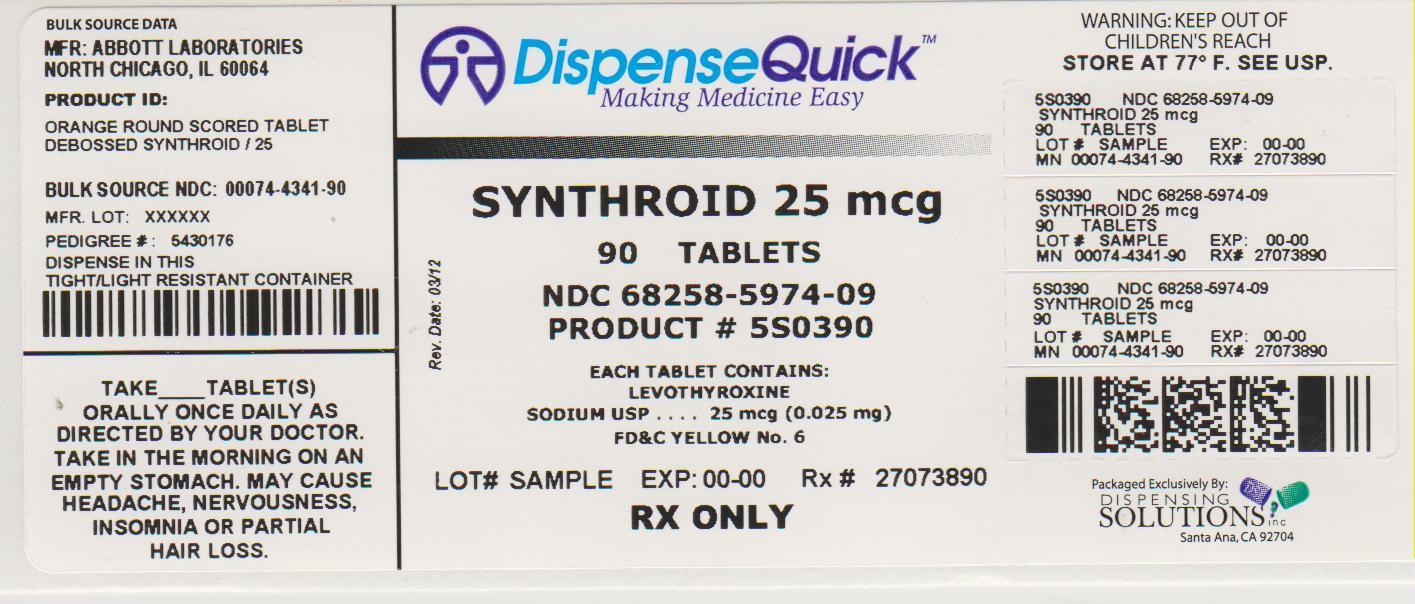 BULK SOURCE DATA
MFR: ABBOTT LABORATORIES
NORTH CHICAGO, IL 60064
PRODUCT ID:
ORANGE ROUND SCORED TABLET
DEBOSSED SYNTHROID / 25
BULK SOURCE NDC: 00074-4341-90
MFR. LOT: XXXXXX
PEDIGREE #: 5430176
DISPENSE IN THIS
TIGHT/LIGHT RESISTANT CONTAINER
TAKE____TABLET(S)
ORALLY ONCE DAILY AS
DIRECTED BY YOUR DOCTOR.
TAKE IN THE MORNING ON AN
EMPTY STOMACH. MAY CAUSE
HEADACHE, NERVOUSNESS,
INSOMNIA OR PARTIAL
HAIR LOSS.
DispenseQuick™
Making Medicine Easy
SYNTHROID 25 mcg
90 TABLETS
NDC 68258-5974-09
PRODUCT # 5S0390
Rev. Date: 03/12
EACH TABLET CONTAINS:
LEVOTHYROXINE
SODIUM USP .... 25 mcg (0.025 mg)
FD&C YELLOW No. 6
LOT# SAMPLE EXP: 00-00 Rx # 27073890
RX ONLY
WARNING: KEEP OUT OF
CHILDREN'S REACH
STORE AT 77° F. SEE USP.
5S0390 NDC 68258-5974-09
SYNTHROID 25 mcg
90 TABLETS
LOT # SAMPLE EXP: 00-00
MN 00074-4341-90 RX# 27073890
5S0390 NDC 68258-5974-09
SYNTHROID 25 mcg
90 TABLETS
LOT # SAMPLE EXP: 00-00
MN 00074-4341-90 RX# 27073890
5S0390 NDC 68258-5974-09
SYNTHROID 25 mcg
90 TABLETS
LOT # SAMPLE EXP: 00-00
MN 00074-4341-90 RX# 27073890
Packaged Exclusively By:
DISPENSING
SOLUTIONS inc
Santa Ana, CA 92704